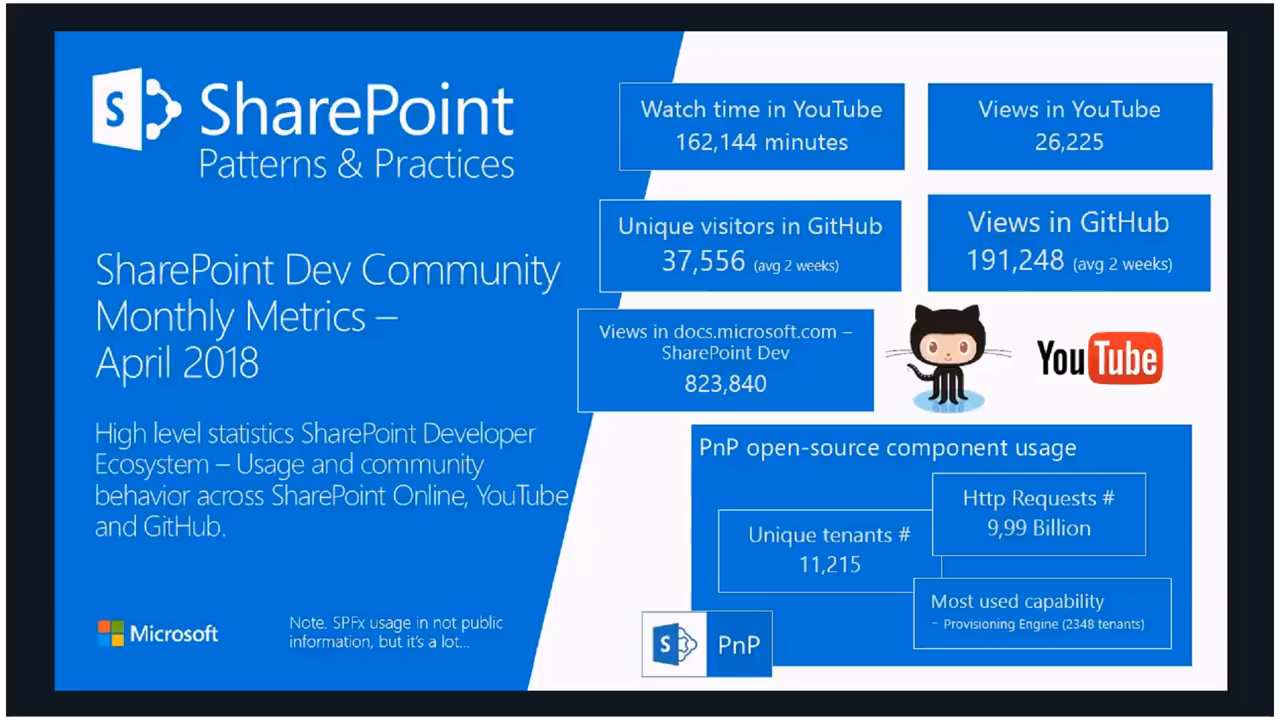 S
SharePoint
Patterns & Practices
SharePoint Dev Community
Monthly Metrics –
April 2018
High level statistics SharePoint Developer
Ecosystem – Usage and community
behavior across SharePoint Online, YouTube
and GitHub.
Microsoft
Note. SPFx usage in not public
information, but it's a lot...
Watch time in YouTube
162,144 minutes
Views in YouTube
26,225
Unique visitors in GitHub
37,556 (avg 2 weeks)
Views in GitHub
191,248 (avg 2 weeks)
Views in docs.microsoft.com –
SharePoint Dev
823,840
YouTube
PnP open-source component usage
Http Requests #
9,99 Billion
Unique tenants #
11,215
Most used capability
– Provisioning Engine (2348 tenants)
S
PnP